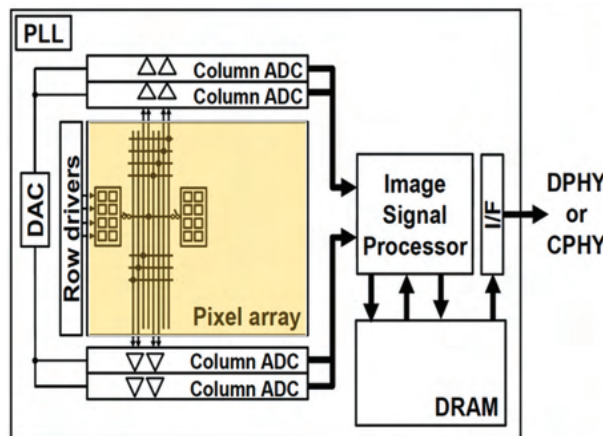 PLL
Column ADC
Column ADC
DAC
Row drivers
Pixel array
Column ADC
Column ADC
Image
Signal
Processor
I/F
DPHY
or
CPHY
DRAM